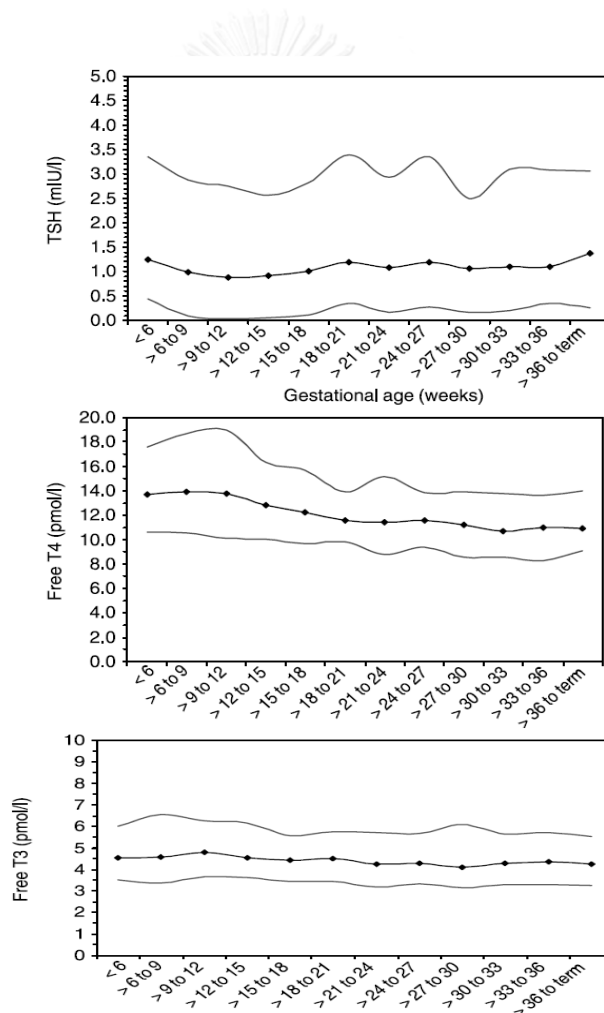 5.0
4.5
4.0
3.5
3.0
2.5
2.0
1.5
1.0
0.5
0.0
TSH (mIU/l)
< 6
> 6 to 9
>9 to 12
> 12 to 15
>15 to 18
> 18 to 21
>21 to 24
> 24 to 27
>27 to 30
>30 to 33
>33 to 36
> 36 to term
Gestational age (weeks)
20.0
18.0
16.0
14.0
12.0
10.0
8.0
6.0
4.0
2.0
0.0
Free T4 (pmol/l)
< 6
> 6 to 9
>9 to 12
> 12 to 15
>15 to 18
> 18 to 21
> 21 to 24
> 24 to 27
>27 to 30
> 30 to 33
>33 to 36
> 36 to term
10
9
8
7
6
5
4
3
2
1
0
Free T3 (pmol/l)
< 6
> 6 to 9
> 9 to 12
> 12 to 15
> 15 to 18
> 18 to 21
> 21 to 24
> 24 to 27
> 27 to 30
> 30 to 33
> 33 to 36
> 36 to term